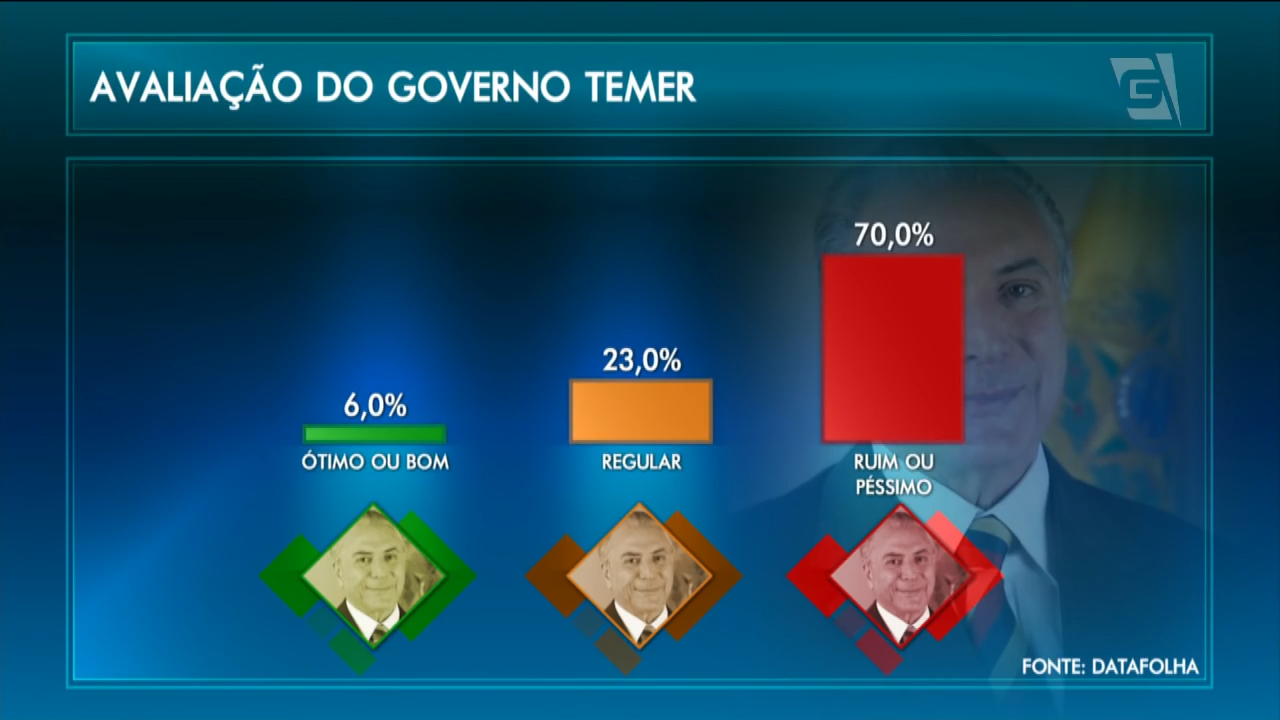 AVALIAÇÃO DO GOVERNO TEMER
70,0%
23,0%
6,0%
ÓTIMO OU BOM
REGULAR
RUIM OU
PÉSSIMO
FONTE: DATAFOLHA